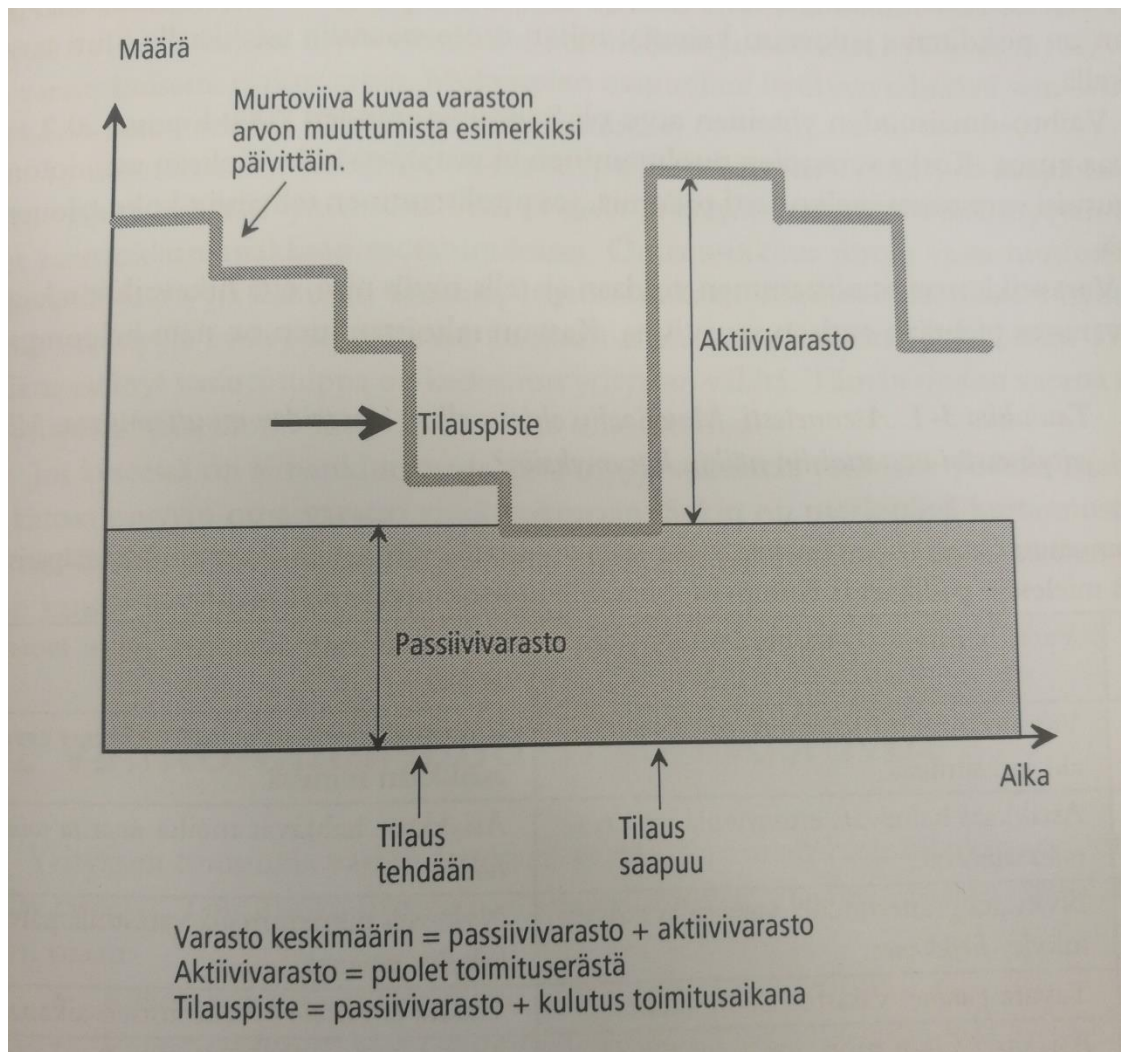 Määrä
Murtoviiva kuvaa varaston
arvon muuttumista esimerkiksi
päivittäin.
Aktiivivarasto
Tilauspiste
Passiivivarasto
Aika
Tilaus
tehdään
Tilaus
saapuu
Varasto keskimäärin = passiivivarasto + aktiivivarasto
Aktiivivarasto = puolet toimituserästä
Tilauspiste = passiivivarasto + kulutus toimitusaikana